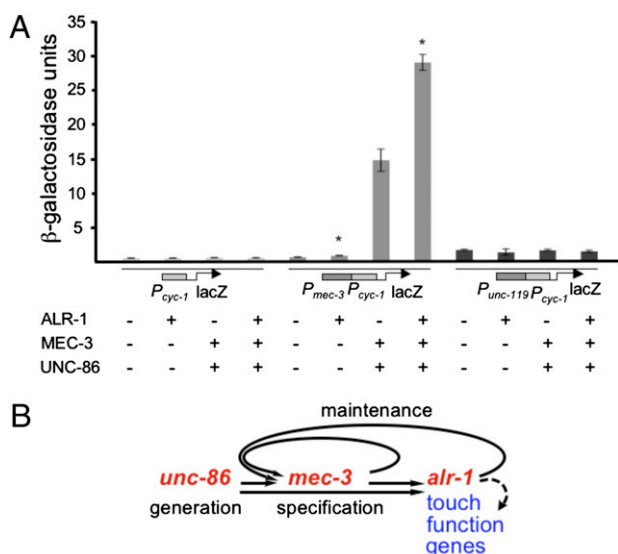 A
β-galactosidase units
35
30
25
20
15
10
5
*
*
Pcyc-1 lacZ
Pmec-3 Pcyc-1 lacZ
Punc-119 Pcyc-1 lacZ
ALR-1 - + - + - + - + - + - +
MEC-3 - - + + - - + + - - + +
UNC-86 - - + + - - + + - - + +
B
maintenance
unc-86 mec-3 alr-1
generation specification touch
function
genes